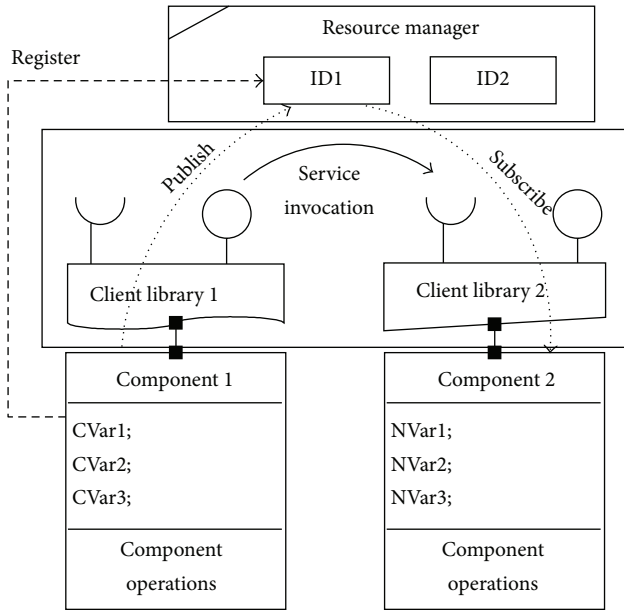 Resource manager
Register
ID1
ID2
Publish
Subscribe
Service
invocation
Client library 1
Client library 2
Component 1
CVar1;
CVar2;
CVar3;
Component
operations
Component 2
NVar1;
NVar2;
NVar3;
Component
operations